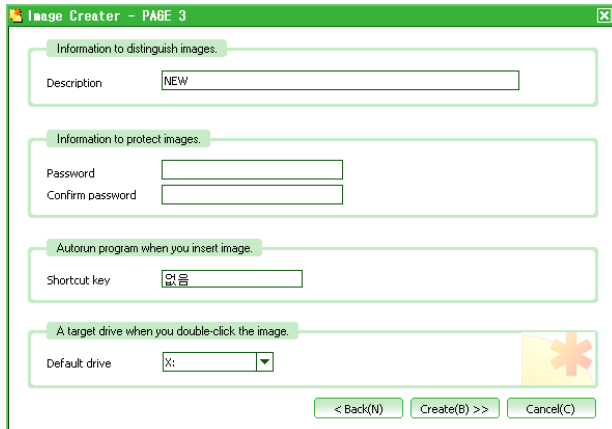 Image Creater - PAGE 3
Information to distinguish images.
Description
NEW
Information to protect images.
Password
Confirm password
Autorun program when you insert image.
Shortcut key
없음
A target drive when you double-click the image.
Default drive
X:
< Back(N)
Create(B) >>
Cancel(C)